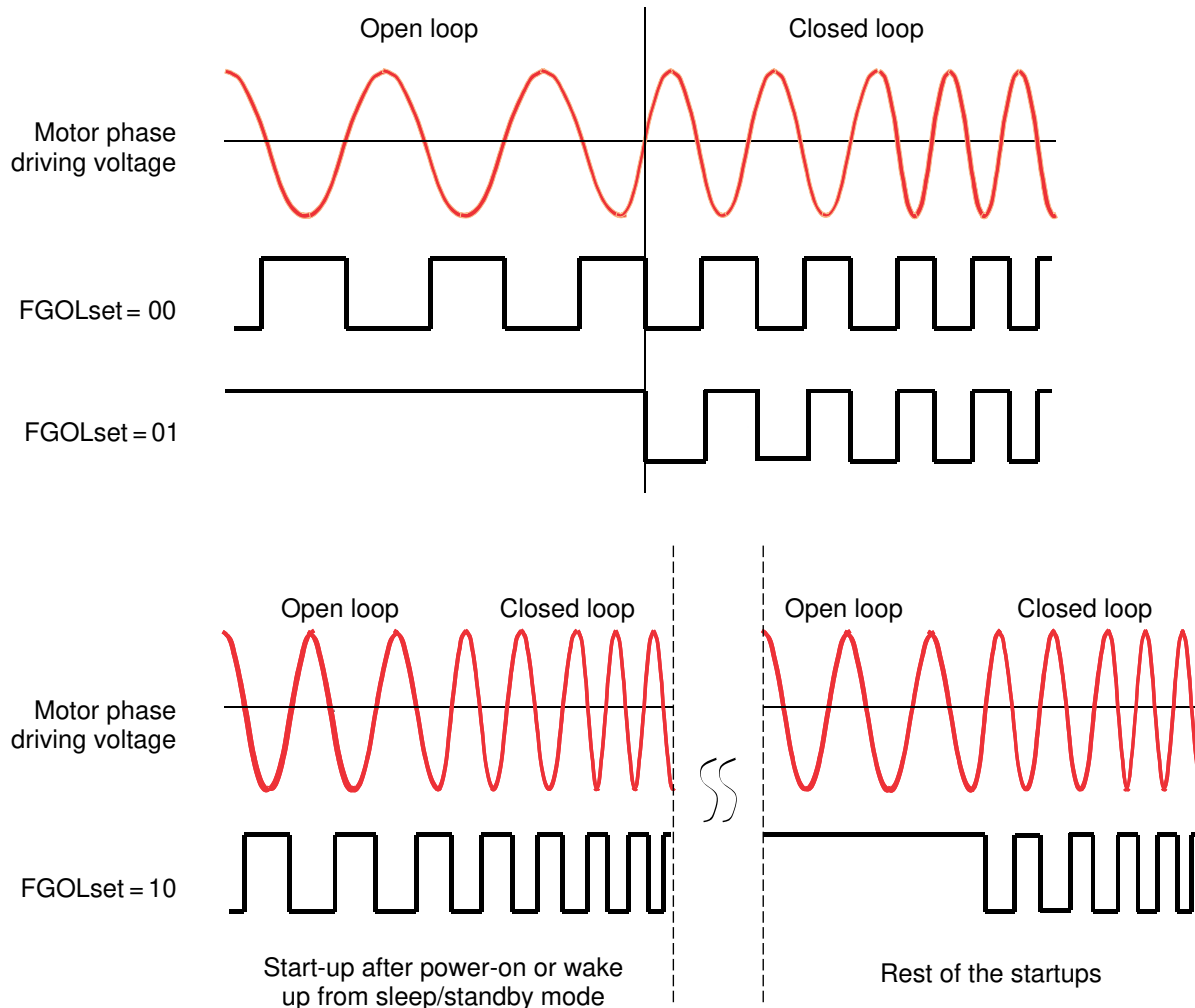 Open loop
Closed loop
Motor phase
driving voltage
FGOLset = 00
FGOLset = 01
Open loop
Closed loop
Open loop
Closed loop
Motor phase
driving voltage
FGOLset = 10
Start-up after power-on or wake
up from sleep/standby mode
Rest of the startups